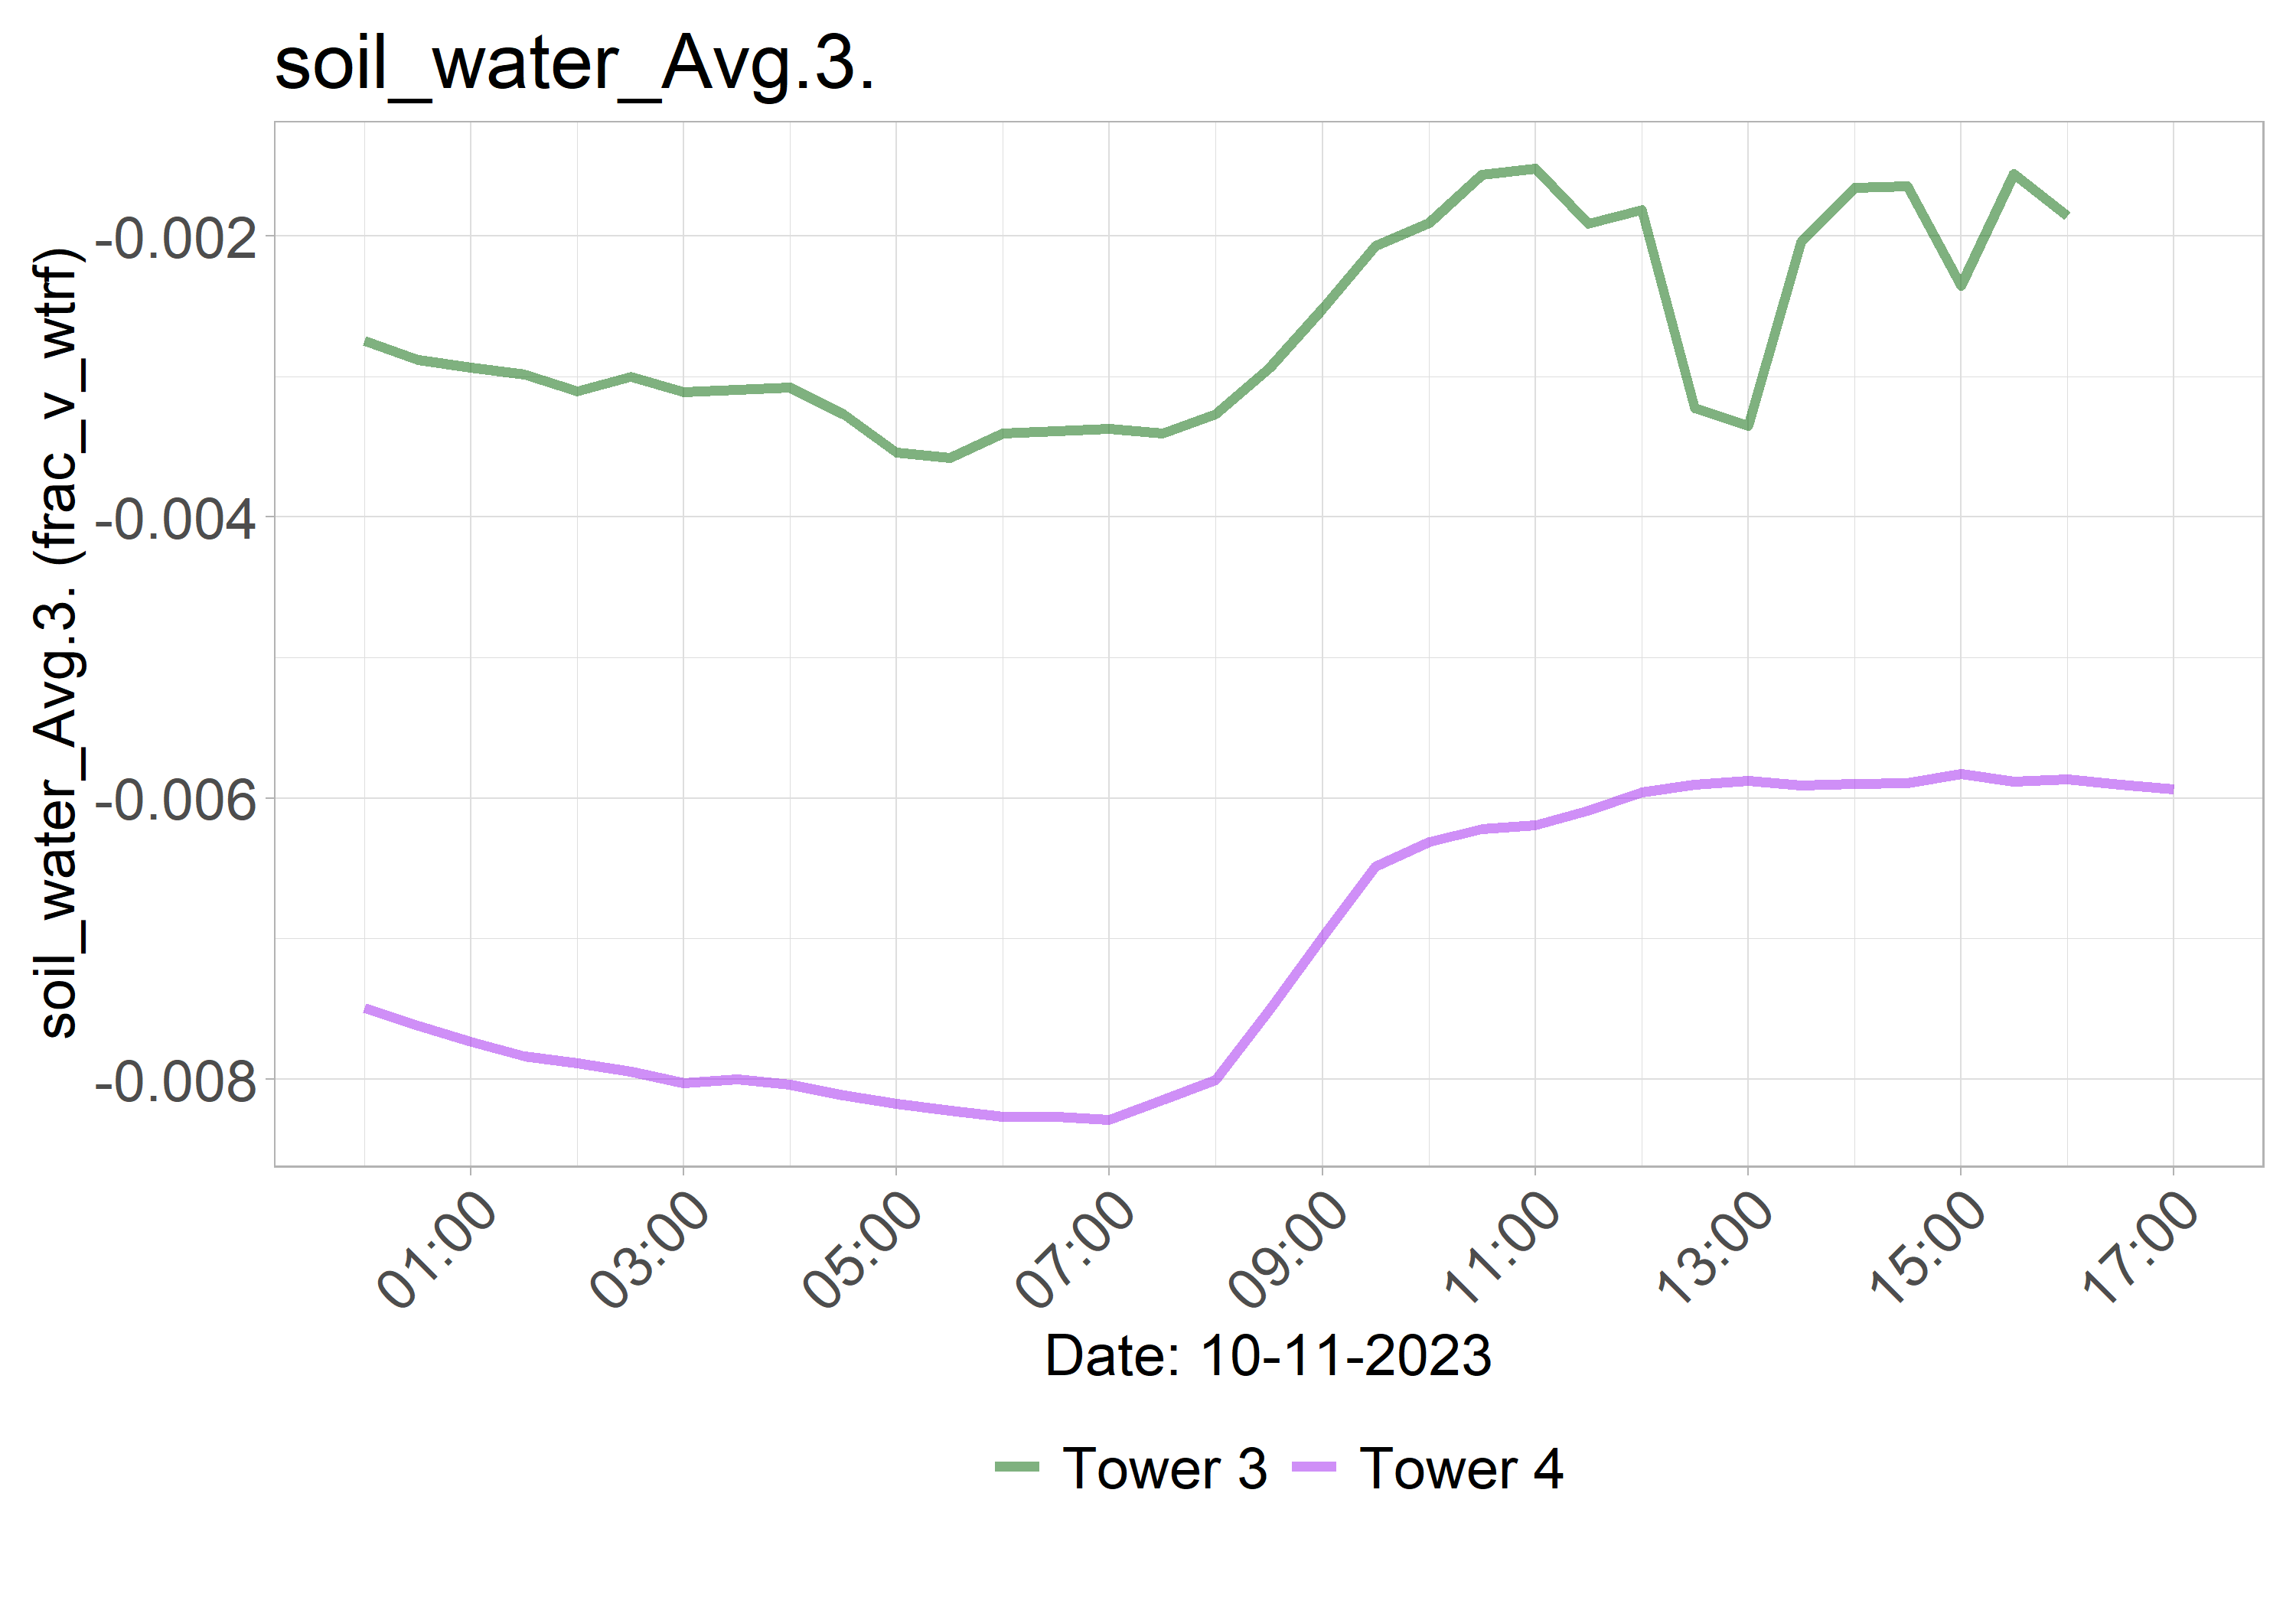 soil_water_Avg.3.
soil_water_Avg.3. (frac_v_wtrf)
-0.002
-0.004
-0.006
-0.008
01:00
03:00
05:00
07:00
09:00
11:00
13:00
15:00
17:00
Date: 10-11-2023
Tower 3
Tower 4